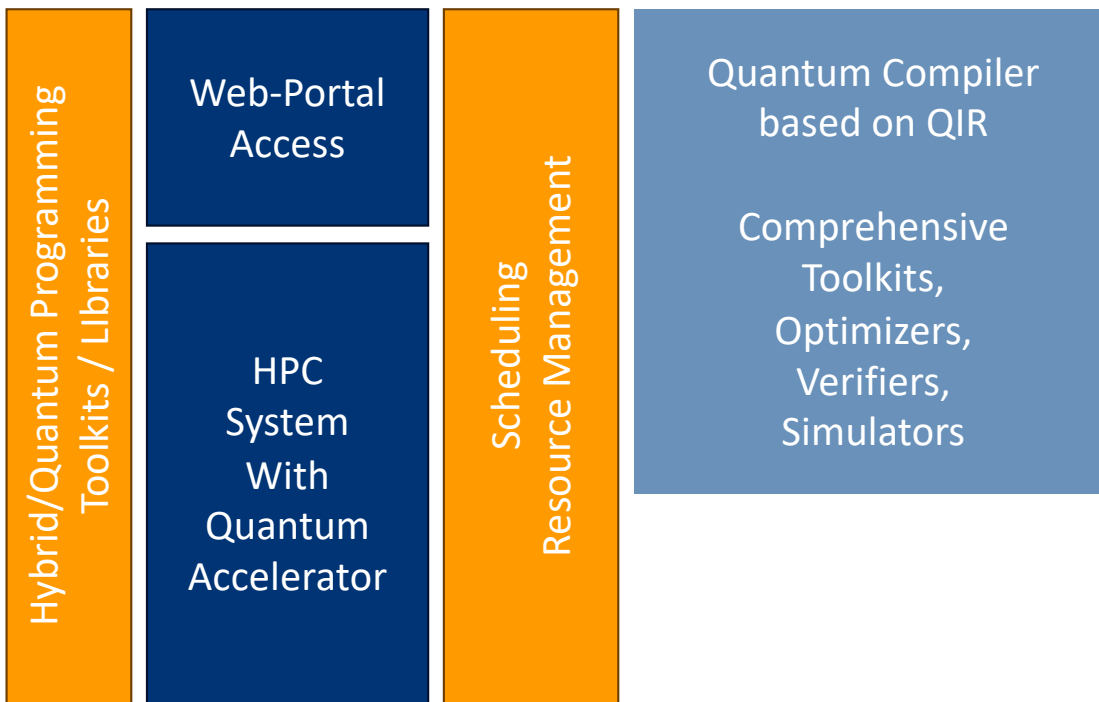 Hybrid/Quantum Programming
Toolkits / LIbraries
Web-Portal
Access
HPC
System
With
Quantum
Accelerator
Scheduling
Resource Management
Quantum Compiler
based on QIR
Comprehensive
Toolkits,
Optimizers,
Verifiers,
Simulators